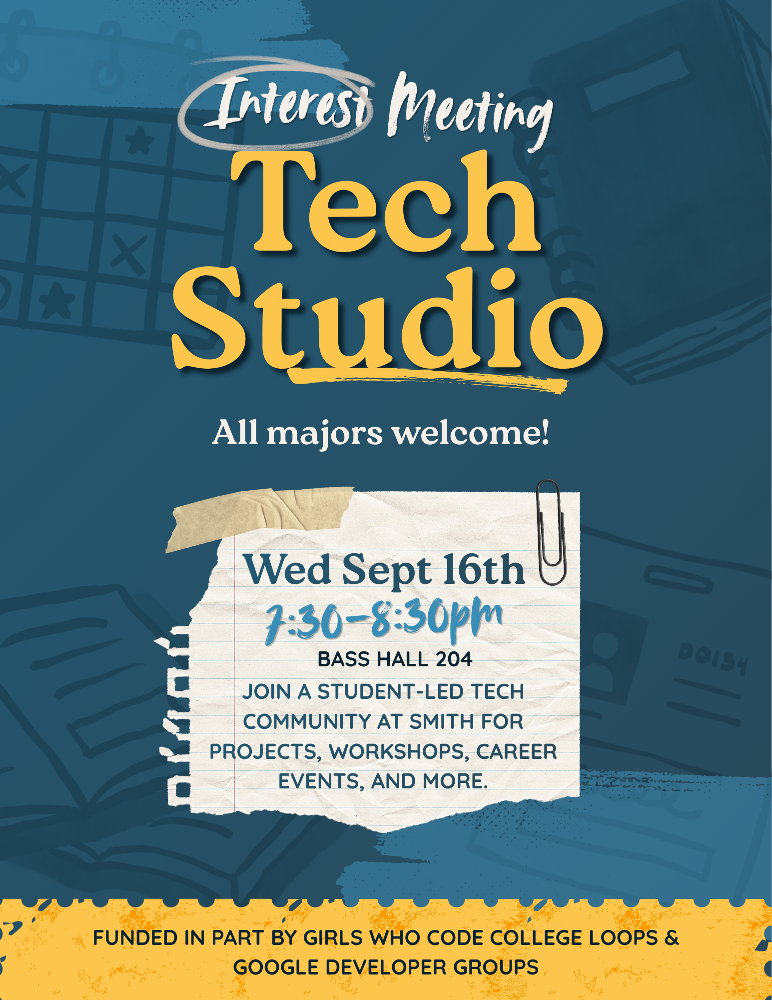 Interest Meeting
Tech
Studio
All majors welcome!
Wed Sept 16th
7:30-8:30pm
BASS HALL 204
JOIN A STUDENT-LED TECH
COMMUNITY AT SMITH FOR
PROJECTS, WORKSHOPS, CAREER
EVENTS, AND MORE.
00134
FUNDED IN PART BY GIRLS WHO CODE COLLEGE LOOPS &
GOOGLE DEVELOPER GROUPS